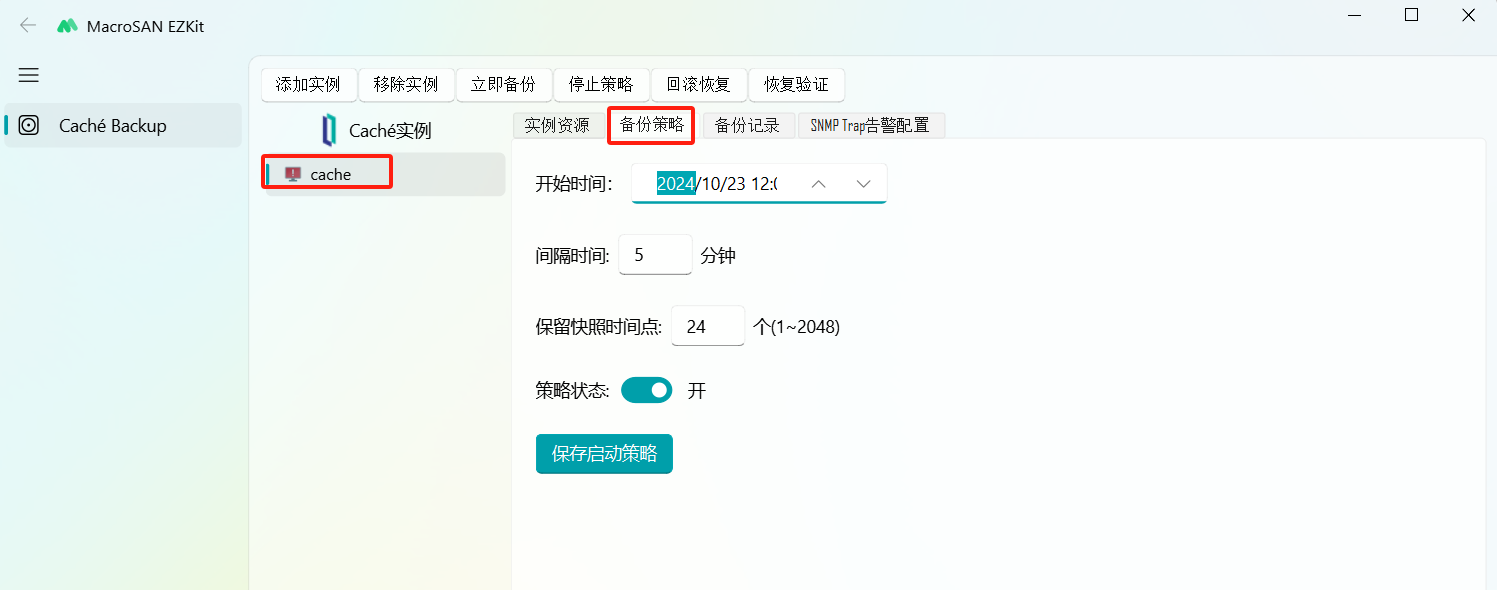 MacroSAN EZKit
添加实例 移除实例 立即备份 停止策略 回滚恢复 恢复验证
Caché Backup
Caché实例
实例资源 备份策略 备份记录 SNMP Trap告警配置
cache
开始时间: 2024/10/23 12:0
间隔时间: 5 分钟
保留快照时间点: 24 个(1~2048)
策略状态: 开
保存启动策略